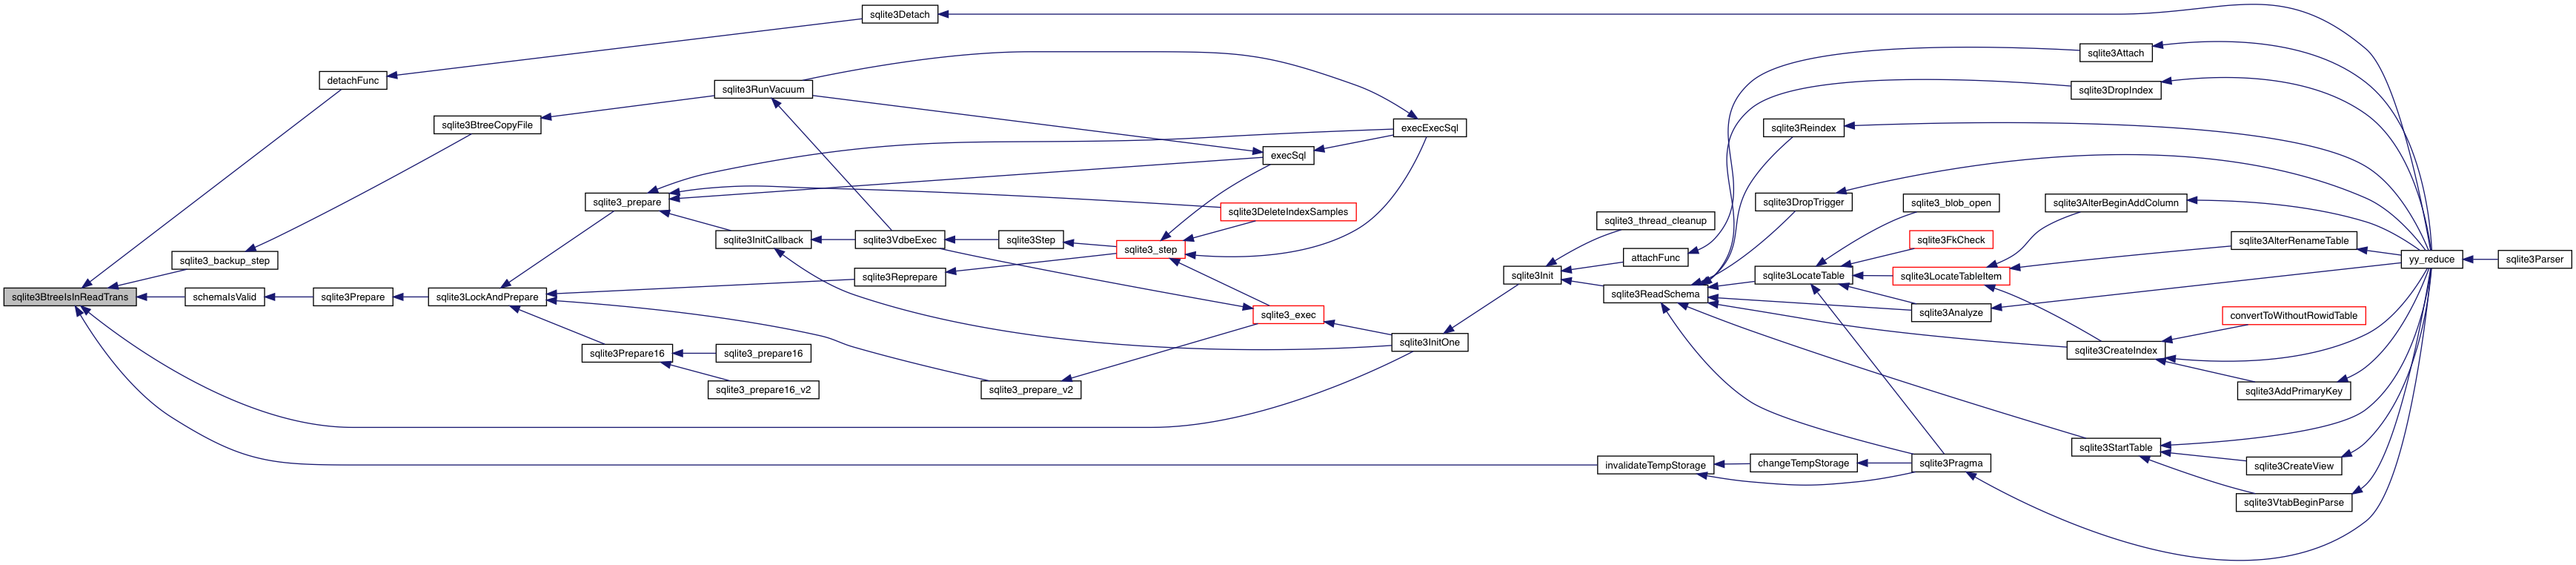 sqlite3Detach
sqlite3Attach
detachFunc
sqlite3RunVacuum
sqlite3DropIndex
sqlite3BtreeCopyFile
execExecSql
sqlite3Reindex
execSql
sqlite3_prepare
sqlite3DropTrigger
sqlite3_blob_open
sqlite3AlterBeginAddColumn
sqlite3DeleteIndexSamples
sqlite3_thread_cleanup
sqlite3InitCallback
sqlite3VdbeExec
sqlite3Step
sqlite3FkCheck
sqlite3AlterRenameTable
sqlite3_step
attachFunc
sqlite3_backup_step
yy_reduce
sqlite3Parser
sqlite3Reprepare
sqlite3Init
sqlite3LocateTable
sqlite3LocateTableItem
sqlite3ReadSchema
sqlite3BtreeIsInReadTrans
schemaIsValid
sqlite3Prepare
sqlite3LockAndPrepare
sqlite3_exec
sqlite3Analyze
convertToWithoutRowidTable
sqlite3InitOne
sqlite3Prepare16
sqlite3_prepare16
sqlite3CreateIndex
sqlite3_prepare16_v2
sqlite3_prepare_v2
sqlite3AddPrimaryKey
sqlite3StartTable
invalidateTempStorage
changeTempStorage
sqlite3Pragma
sqlite3CreateView
sqlite3VtabBeginParse